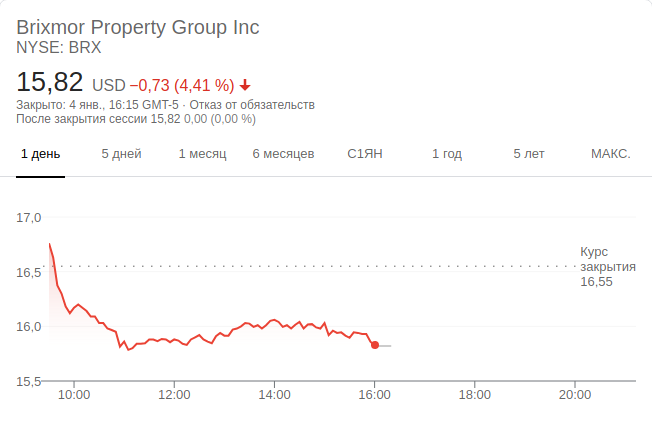 Brixmor Property Group Inc
NYSE: BRX
15,82 USD −0,73 (4,41 %)
Закрыто: 4 янв., 16:15 GMT-5 · Отказ от обязательств
После закрытия сессии 15,82 0,00 (0,00 %)
1 день 5 дней 1 месяц 6 месяцев С1ЯН 1 год 5 лет МАКС.
17,0
Курс
закрытия
16,55
16,5
16,0
15,5
10:00 12:00 14:00 16:00 18:00 20:00